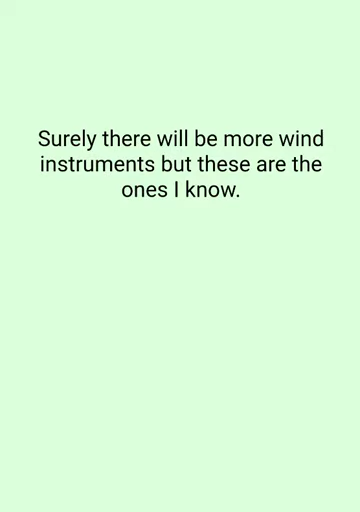 Surely there will be more wind
instruments but these are the
ones I know.